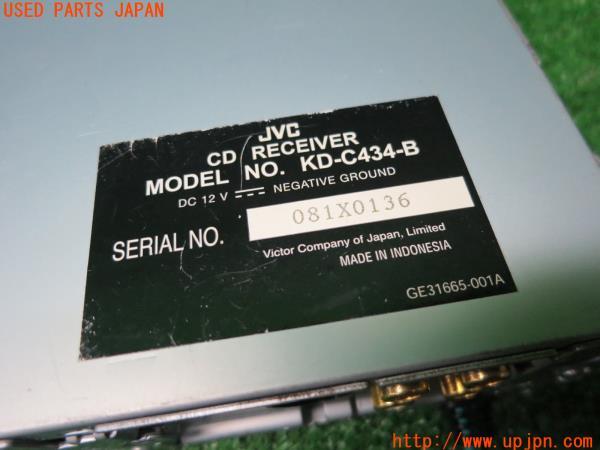 USED PARTS JAPAN
JVC
CD RECEIVER
MODEL NO. KD-C434-B
DC 12 V NEGATIVE GROUND
SERIAL NO. 081X0136
Victor Company of Japan, Limited
MADE IN INDONESIA
GE31665-001A
http://www.upjpn.com